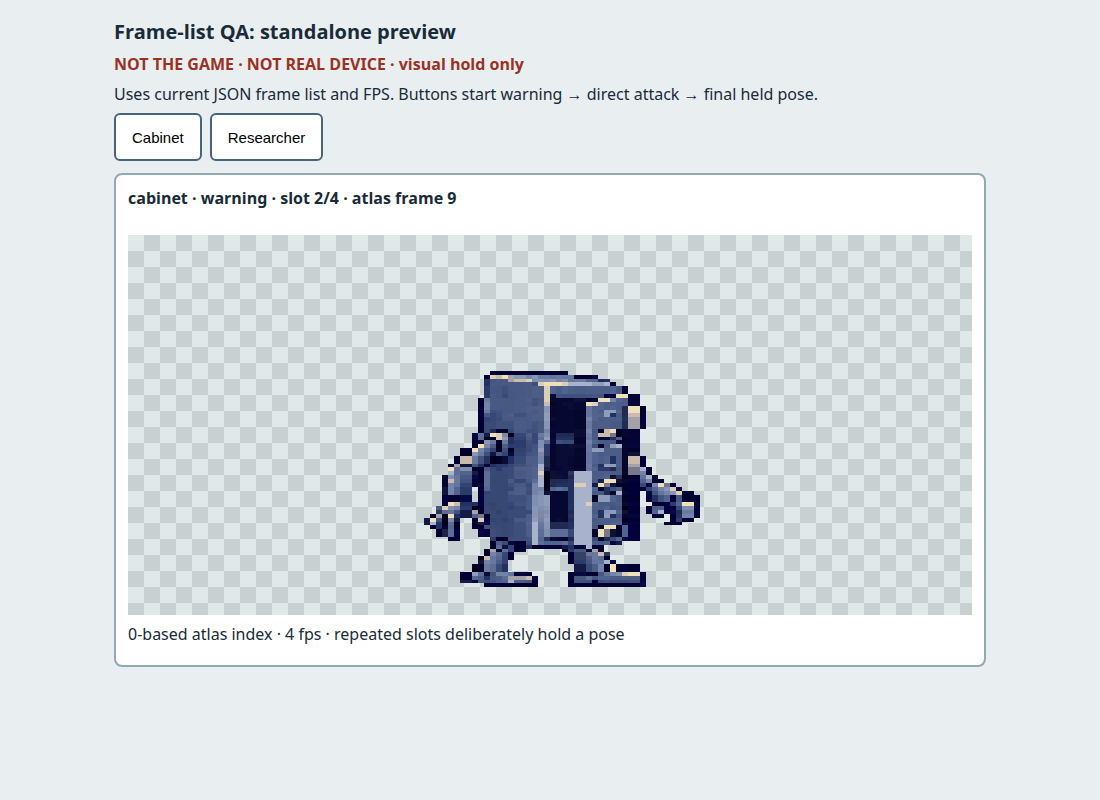 Frame-list QA: standalone preview
NOT THE GAME · NOT REAL DEVICE · visual hold only
Uses current JSON frame list and FPS. Buttons start warning → direct attack → final held pose.
Cabinet
Researcher
cabinet · warning · slot 2/4 · atlas frame 9
0-based atlas index · 4 fps · repeated slots deliberately hold a pose